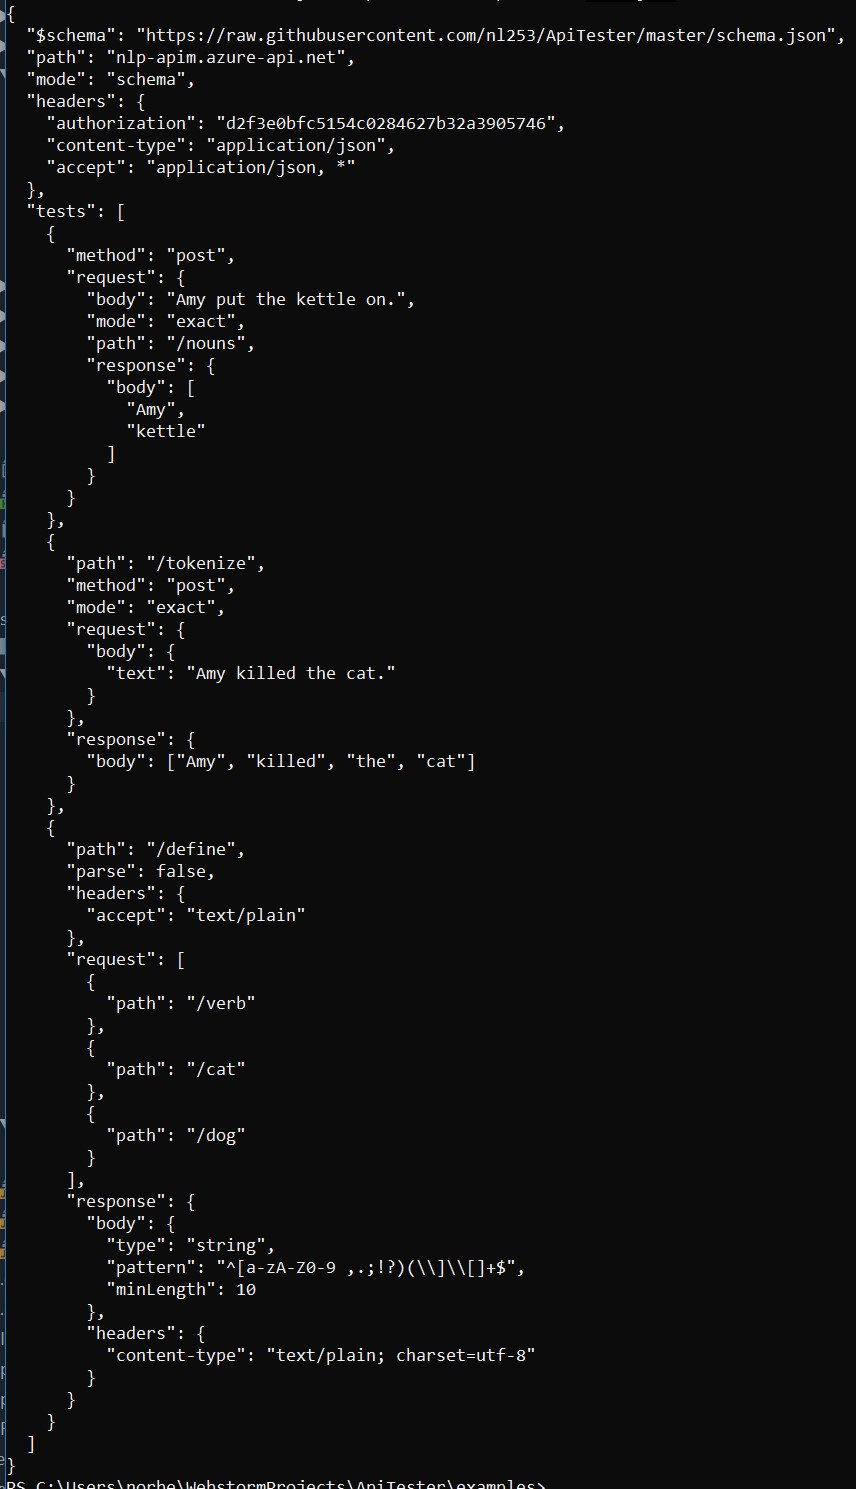 {
  "$schema": "https://raw.githubusercontent.com/nl253/ApiTester/master/schema.json",
  "path": "nlp-apim.azure-api.net",
  "mode": "schema",
  "headers": {
    "authorization": "d2f3e0bfc5154c0284627b32a3905746",
    "content-type": "application/json",
    "accept": "application/json, *"
  },
  "tests": [
    {
      "method": "post",
      "request": {
        "body": "Amy put the kettle on.",
        "mode": "exact",
        "path": "/nouns",
        "response": {
          "body": [
            "Amy",
            "kettle"
          ]
        }
      }
    },
    {
      "path": "/tokenize",
      "method": "post",
      "mode": "exact",
      "request": {
        "body": {
          "text": "Amy killed the cat."
        }
      },
      "response": {
        "body": ["Amy", "killed", "the", "cat"]
      }
    },
    {
      "path": "/define",
      "parse": false,
      "headers": {
        "accept": "text/plain"
      },
      "request": [
        {
          "path": "/verb"
        },
        {
          "path": "/cat"
        },
        {
          "path": "/dog"
        }
      ],
      "response": {
        "body": {
          "type": "string",
          "pattern": "^[a-zA-Z0-9 ,.;!?)(\\]\\[]+$",
          "minLength": 10
        },
        "headers": {
          "content-type": "text/plain; charset=utf-8"
        }
      }
    }
  ]
}
PS C:\Users\norbe\WebstormProjects\ApiTester\examples>